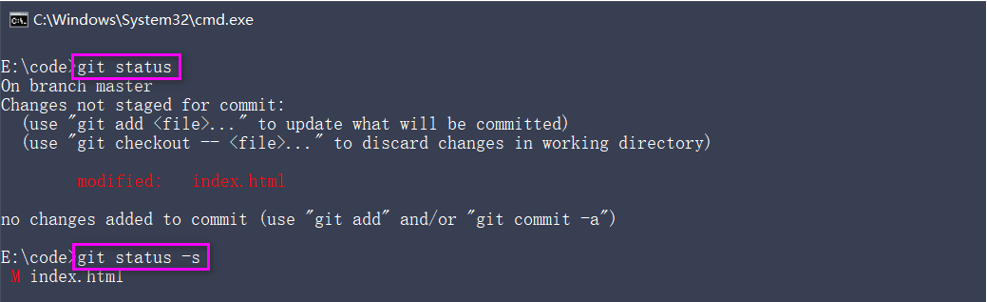 C:\Windows\System32\cmd.exe
E:\code>git status
On branch master
Changes not staged for commit:
  (use "git add <file>..." to update what will be committed)
  (use "git checkout -- <file>..." to discard changes in working directory)
        modified:   index.html
no changes added to commit (use "git add" and/or "git commit -a")
E:\code>git status -s
 M index.html